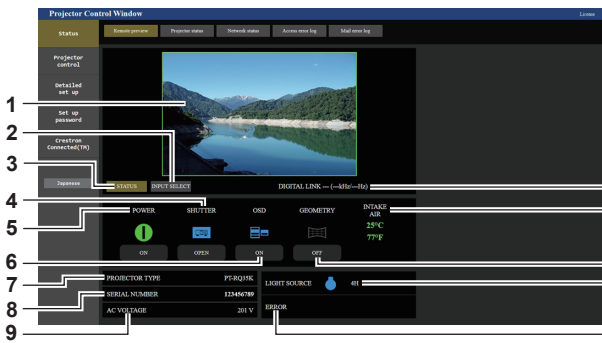 Projector Control Window
License
Status
Remote preview
Projector status
Network status
Access error log
Mail error log
Projector
control
Detailed
set up
Set up
password
Crestron
Connected(TM)
Japanese
1
2
3
STATUS
INPUT SELECT
DIGITAL LINK --- (---kHz/---Hz)
4
5
POWER
SHUTTER
OSD
GEOMETRY
INTAKE
AIR
25°C
77°F
6
ON
OPEN
ON
OFF
7
PROJECTOR TYPE
PT-RQ35K
LIGHT SOURCE
4H
8
SERIAL NUMBER
123456789
9
AC VOLTAGE
201 V
ERROR